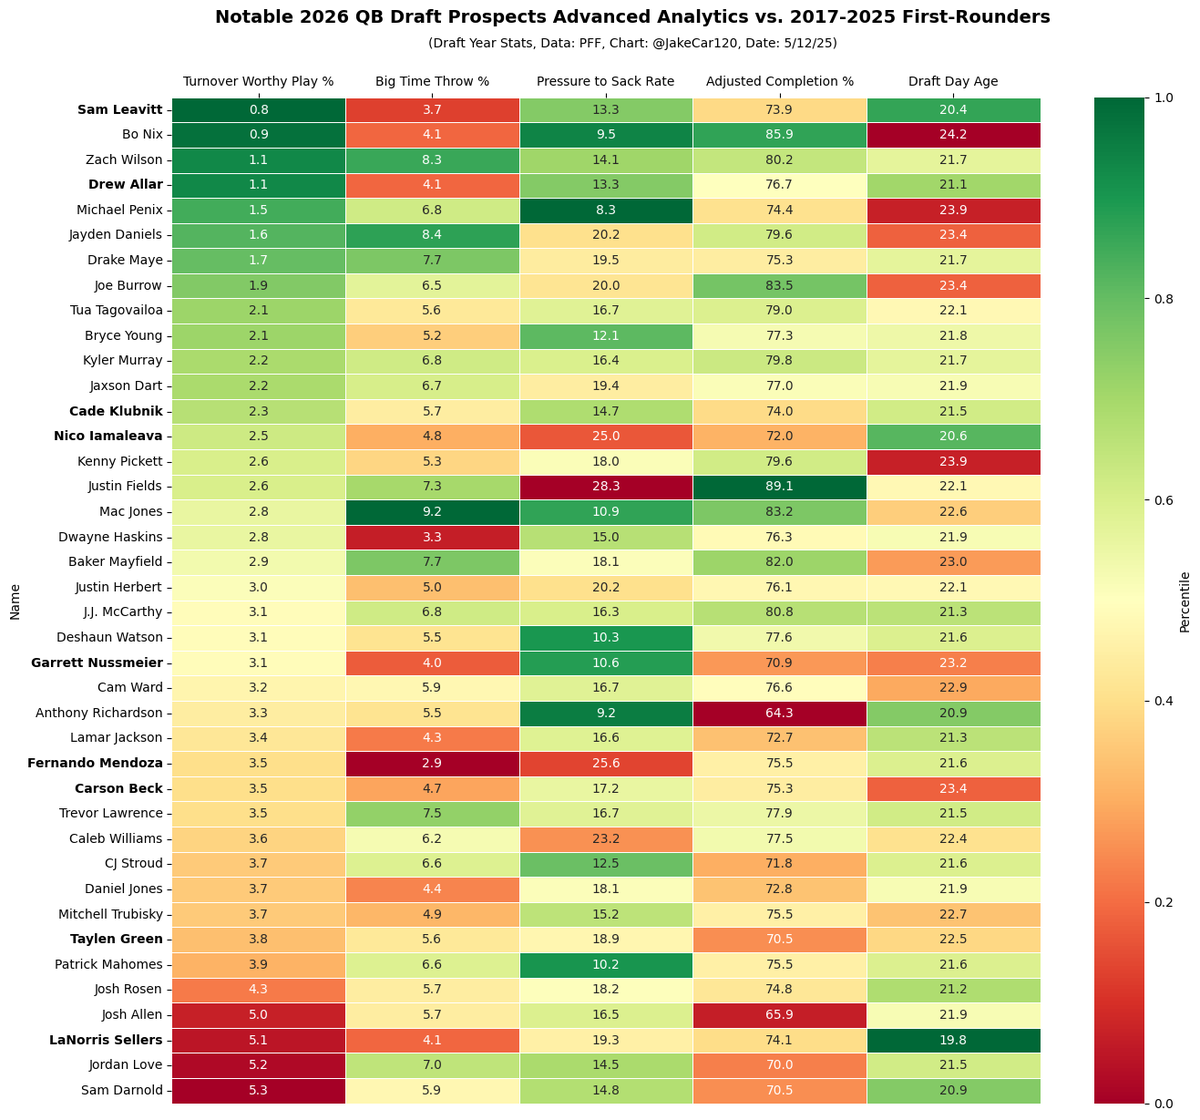 Notable 2026 QB Draft Prospects Advanced Analytics vs. 2017-2025 First-Rounders
(Draft Year Stats, Data: PFF, Chart: @JakeCar120, Date: 5/12/25)
Turnover Worthy Play % Big Time Throw % Pressure to Sack Rate Adjusted Completion % Draft Day Age
Sam Leavitt 0.8 3.7 13.3 73.9 20.4
Bo Nix 0.9 4.1 9.5 85.9 24.2
Zach Wilson 1.1 8.3 14.1 80.2 21.7
Drew Allar 1.1 4.1 13.3 76.7 21.1
Michael Penix 1.5 6.8 8.3 74.4 23.9
Jayden Daniels 1.6 8.4 20.2 79.6 23.4
Drake Maye 1.7 7.7 19.5 75.3 21.7
Joe Burrow 1.9 6.5 20.0 83.5 23.4
Tua Tagovailoa 2.1 5.6 16.7 79.0 22.1
Bryce Young 2.1 5.2 12.1 77.3 21.8
Kyler Murray 2.2 6.8 16.4 79.8 21.7
Jaxson Dart 2.2 6.7 19.4 77.0 21.9
Cade Klubnik 2.3 5.7 14.7 74.0 21.5
Nico Iamaleava 2.5 4.8 25.0 72.0 20.6
Kenny Pickett 2.6 5.3 18.0 79.6 23.9
Justin Fields 2.6 7.3 28.3 89.1 22.1
Mac Jones 2.8 9.2 10.9 83.2 22.6
Dwayne Haskins 2.8 3.3 15.0 76.3 21.9
Baker Mayfield 2.9 7.7 18.1 82.0 23.0
Justin Herbert 3.0 5.0 20.2 76.1 22.1
J.J. McCarthy 3.1 6.8 16.3 80.8 21.3
Deshaun Watson 3.1 5.5 10.3 77.6 21.6
Garrett Nussmeier 3.1 4.0 10.6 70.9 23.2
Cam Ward 3.2 5.9 16.7 76.6 22.9
Anthony Richardson 3.3 5.5 9.2 64.3 20.9
Lamar Jackson 3.4 4.3 16.6 72.7 21.3
Fernando Mendoza 3.5 2.9 25.6 75.5 21.6
Carson Beck 3.5 4.7 17.2 75.3 23.4
Trevor Lawrence 3.5 7.5 16.7 77.9 21.5
Caleb Williams 3.6 6.2 23.2 77.5 22.4
CJ Stroud 3.7 6.6 12.5 71.8 21.6
Daniel Jones 3.7 4.4 18.1 72.8 21.9
Mitchell Trubisky 3.7 4.9 15.2 75.5 22.7
Taylen Green 3.8 5.6 18.9 70.5 22.5
Patrick Mahomes 3.9 6.6 10.2 75.5 21.6
Josh Rosen 4.3 5.7 18.2 74.8 21.2
Josh Allen 5.0 5.7 16.5 65.9 21.9
LaNorris Sellers 5.1 4.1 19.3 74.1 19.8
Jordan Love 5.2 7.0 14.5 70.0 21.5
Sam Darnold 5.3 5.9 14.8 70.5 20.9
Name
1.0
0.8
0.6
0.4
0.2
0.0
Percentile